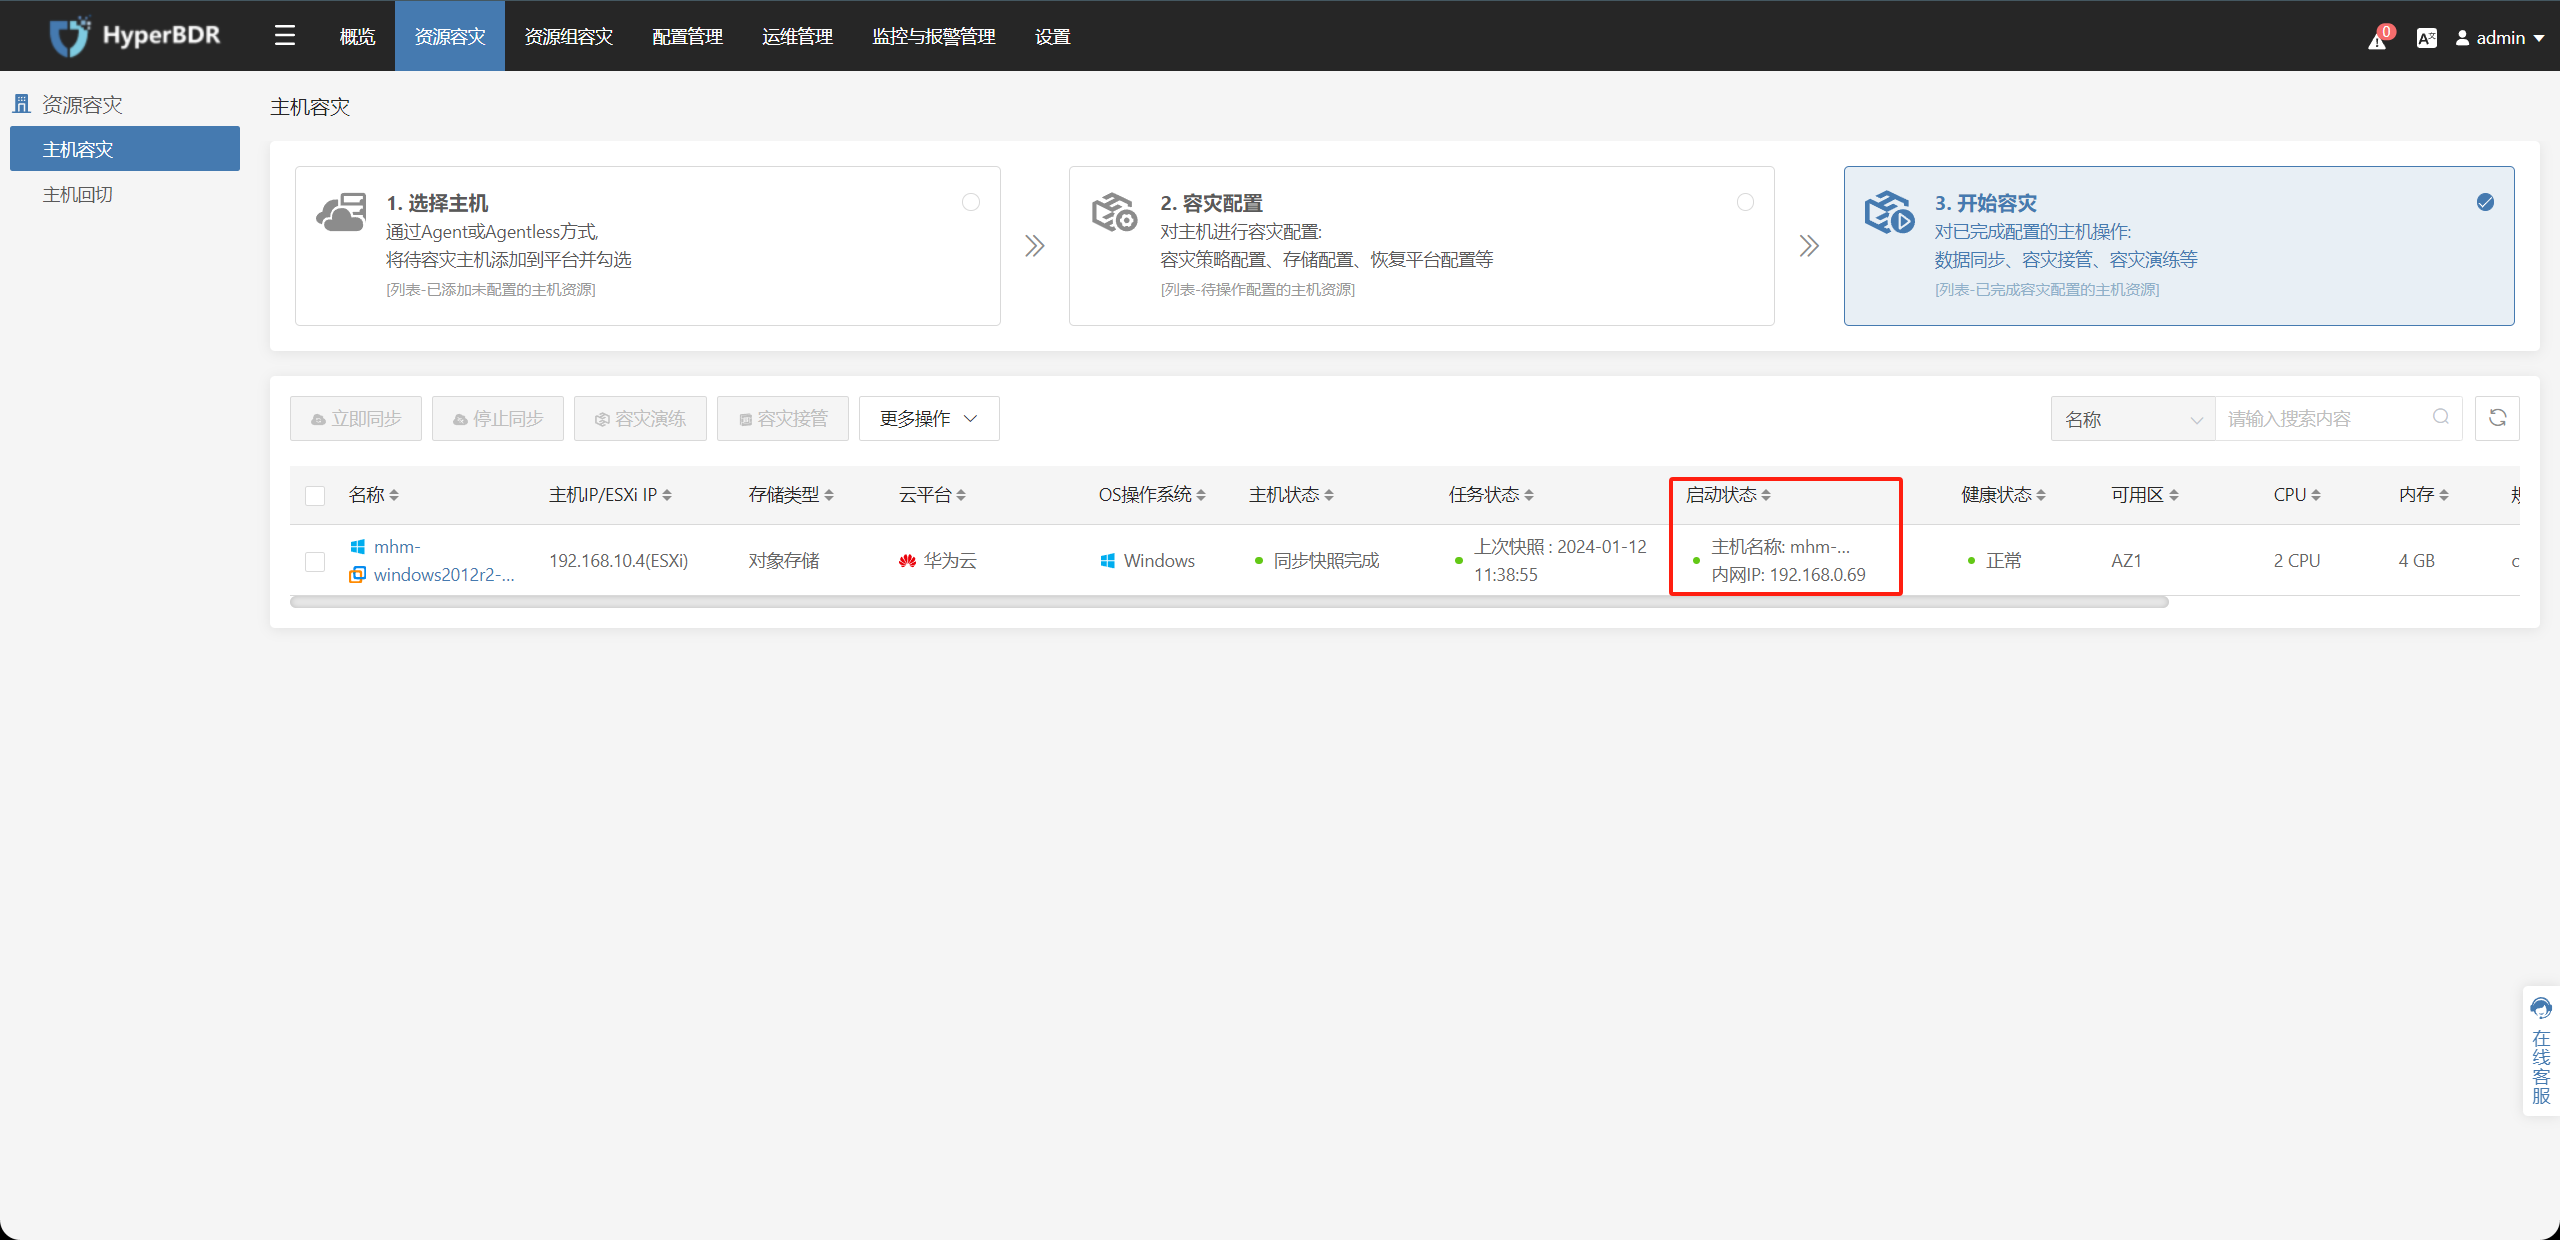 HyperBDR
概览
资源容灾
资源组容灾
配置管理
运维管理
监控与报警管理
设置
0
admin
资源容灾
主机容灾
主机回切
主机容灾
1. 选择主机
通过Agent或Agentless方式,
将待容灾主机添加到平台并勾选
[列表-已添加未配置的主机资源]
2. 容灾配置
对主机进行容灾配置:
容灾策略配置、存储配置、恢复平台配置等
[列表-待操作配置的主机资源]
3. 开始容灾
对已完成配置的主机操作:
数据同步、容灾接管、容灾演练等
[列表-已完成容灾配置的主机资源]
立即同步
停止同步
容灾演练
容灾接管
更多操作
名称
请输入搜索内容
名称
主机IP/ESXi IP
存储类型
云平台
OS操作系统
主机状态
任务状态
启动状态
健康状态
可用区
CPU
内存
mhm-
windows2012r2-...
192.168.10.4(ESXi)
对象存储
华为云
Windows
同步快照完成
上次快照 : 2024-01-12
11:38:55
主机名称: mhm-...
内网IP: 192.168.0.69
正常
AZ1
2 CPU
4 GB
在线客服